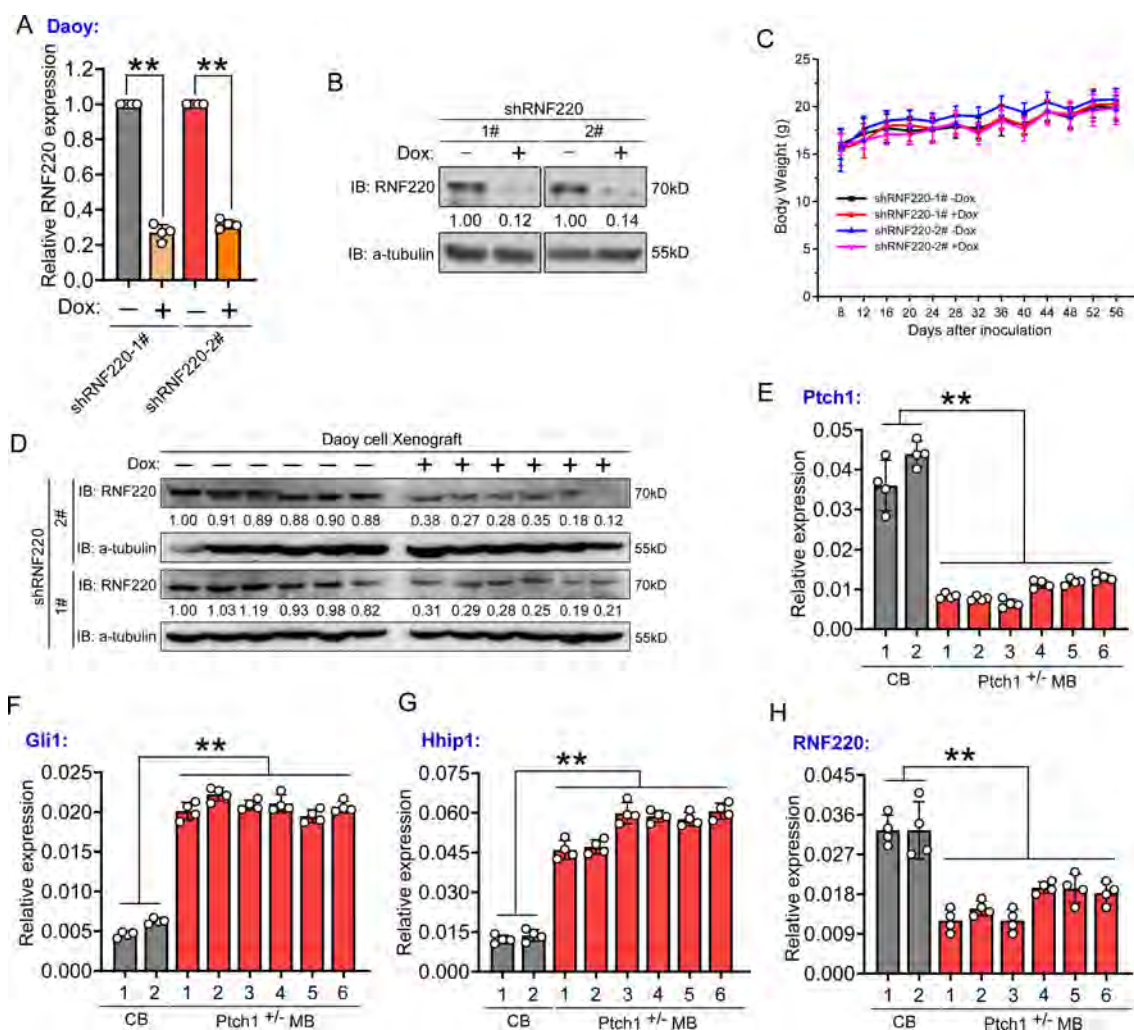 A
Daoy:
Relative RNF220 expression
**
**
1.2
1.0
0.8
0.6
0.4
0.2
0.0
Dox: — + — +
shRNF220-1#
shRNF220-2#
B
shRNF220
1# 2#
Dox: – + – +
IB: RNF220 70kD
1.00 0.12 1.00 0.14
IB: a-tubulin 55kD
C
Body Weight (g)
25
20
15
10
5
0
shRNF220-1# -Dox
shRNF220-1# +Dox
shRNF220-2# -Dox
shRNF220-2# +Dox
8 12 16 20 24 28 32 36 40 44 48 52 56
Days after inoculation
D
Daoy cell Xenograft
Dox: — — — — — — + + + + + +
shRNF220
2#
IB: RNF220 70kD
1.00 0.91 0.89 0.88 0.90 0.88 0.38 0.27 0.28 0.35 0.18 0.12
IB: a-tubulin 55kD
1#
IB: RNF220 70kD
1.00 1.03 1.19 0.93 0.98 0.82 0.31 0.29 0.28 0.25 0.19 0.21
IB: a-tubulin 55kD
E
Ptch1:
**
Relative expression
0.05
0.04
0.03
0.02
0.01
0.00
1 2 1 2 3 4 5 6
CB Ptch1 +/- MB
F
Gli1:
**
Relative expression
0.025
0.020
0.015
0.010
0.005
0.000
1 2 1 2 3 4 5 6
CB Ptch1 +/- MB
G
Hhip1:
**
Relative expression
0.075
0.060
0.045
0.030
0.015
0.000
1 2 1 2 3 4 5 6
CB Ptch1 +/- MB
H
RNF220:
**
Relative expression
0.045
0.036
0.027
0.018
0.009
0.000
1 2 1 2 3 4 5 6
CB Ptch1 +/- MB